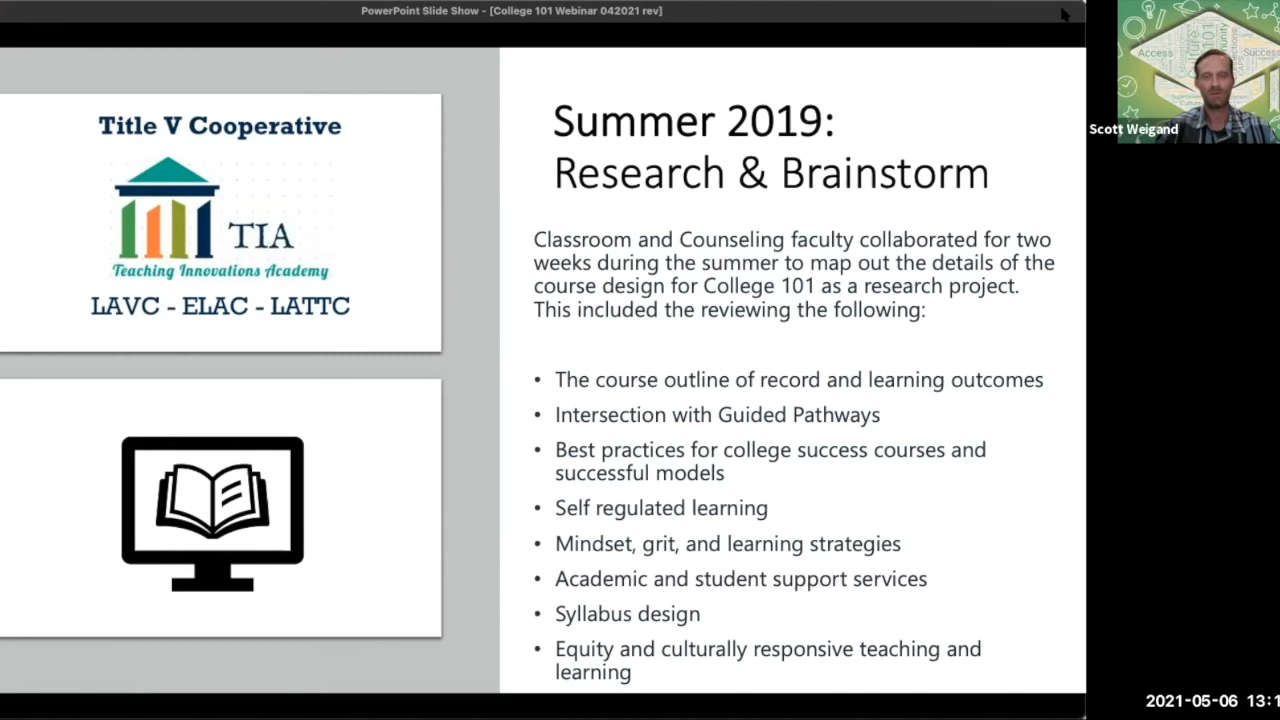 PowerPoint Slide Show - [College 101 Webinar 042021 rev]
Title V Cooperative
TIA
Teaching Innovations Academy
LAVC - ELAC - LATTC
Summer 2019:
Research & Brainstorm
Classroom and Counseling faculty collaborated for two
weeks during the summer to map out the details of the
course design for College 101 as a research project.
This included the reviewing the following:
• The course outline of record and learning outcomes
• Intersection with Guided Pathways
• Best practices for college success courses and
successful models
• Self regulated learning
• Mindset, grit, and learning strategies
• Academic and student support services
• Syllabus design
• Equity and culturally responsive teaching and
learning
Access
101
Success
Culture
Scott Weigand
2021-05-06 13:1